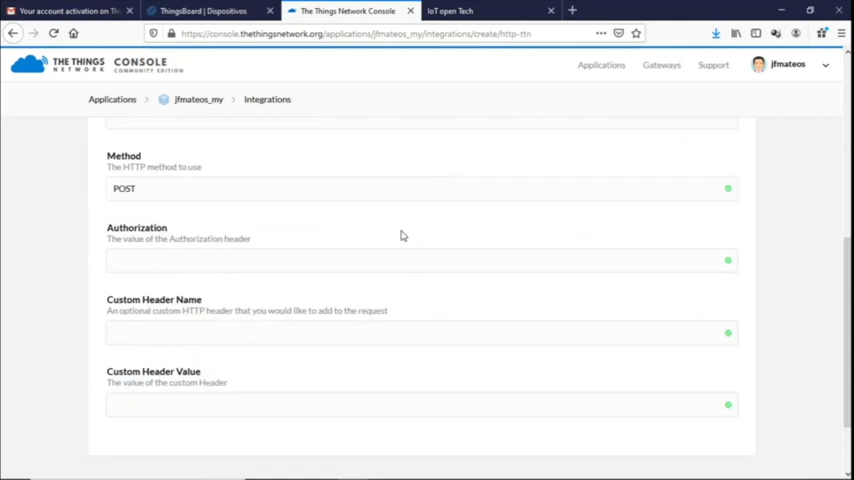 Your account activation on Thi
ThingsBoard | Dispositivos
The Things Network Console
IoT open Tech
https://console.thethingsnetwork.org/applications/jfmateos_my/integrations/create/http-ttn
THE THINGS NETWORK
CONSOLE
COMMUNITY EDITION
Applications
Gateways
Support
jfmateos
Applications
jfmateos_my
Integrations
Method
The HTTP method to use
POST
Authorization
The value of the Authorization header
Custom Header Name
An optional custom HTTP header that you would like to add to the request
Custom Header Value
The value of the custom Header